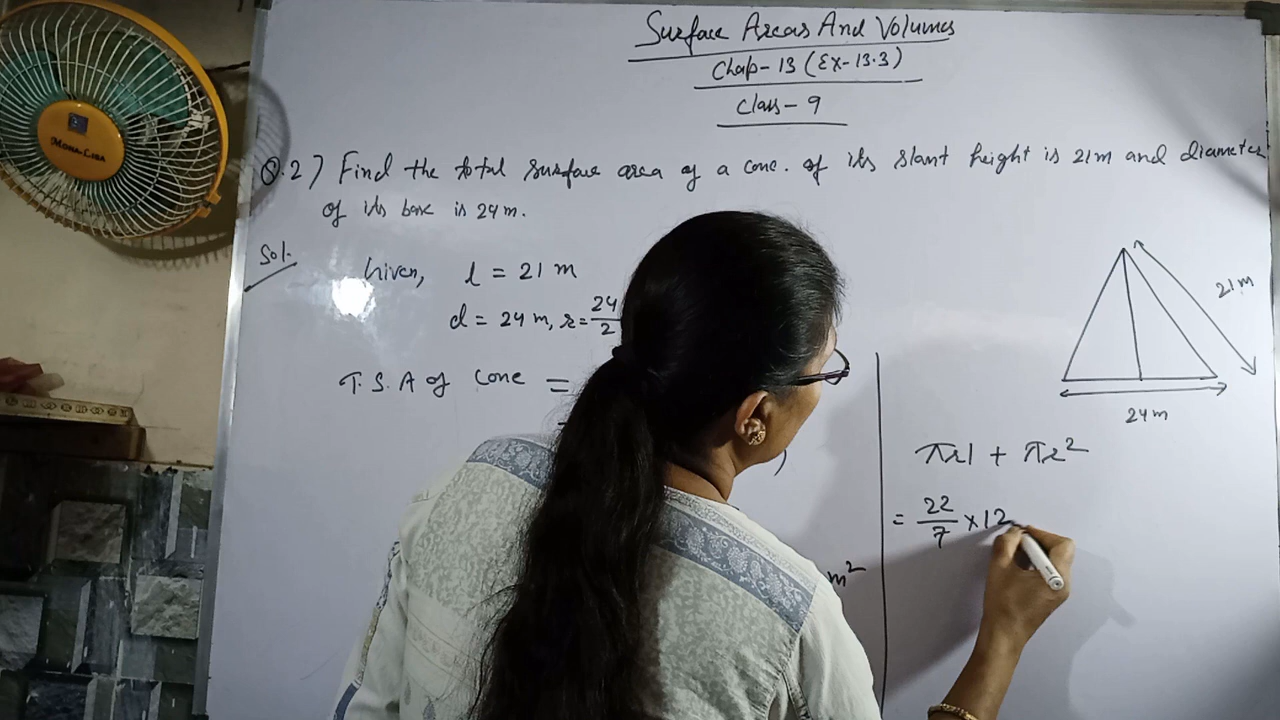 Surface Areas And Volumes
Chap-13 (Ex-13.3)
Class-9
Q.2) Find the total surface area of a cone. of its slant height is 21m and diameter
of its base is 24m.
Sol.
Given, l = 21 m
d = 24 m, r = 24/2
T.S.A of cone =
)
m²
21m
24m
πrl + πr²
= 22/7 × 12
MONA-LISA